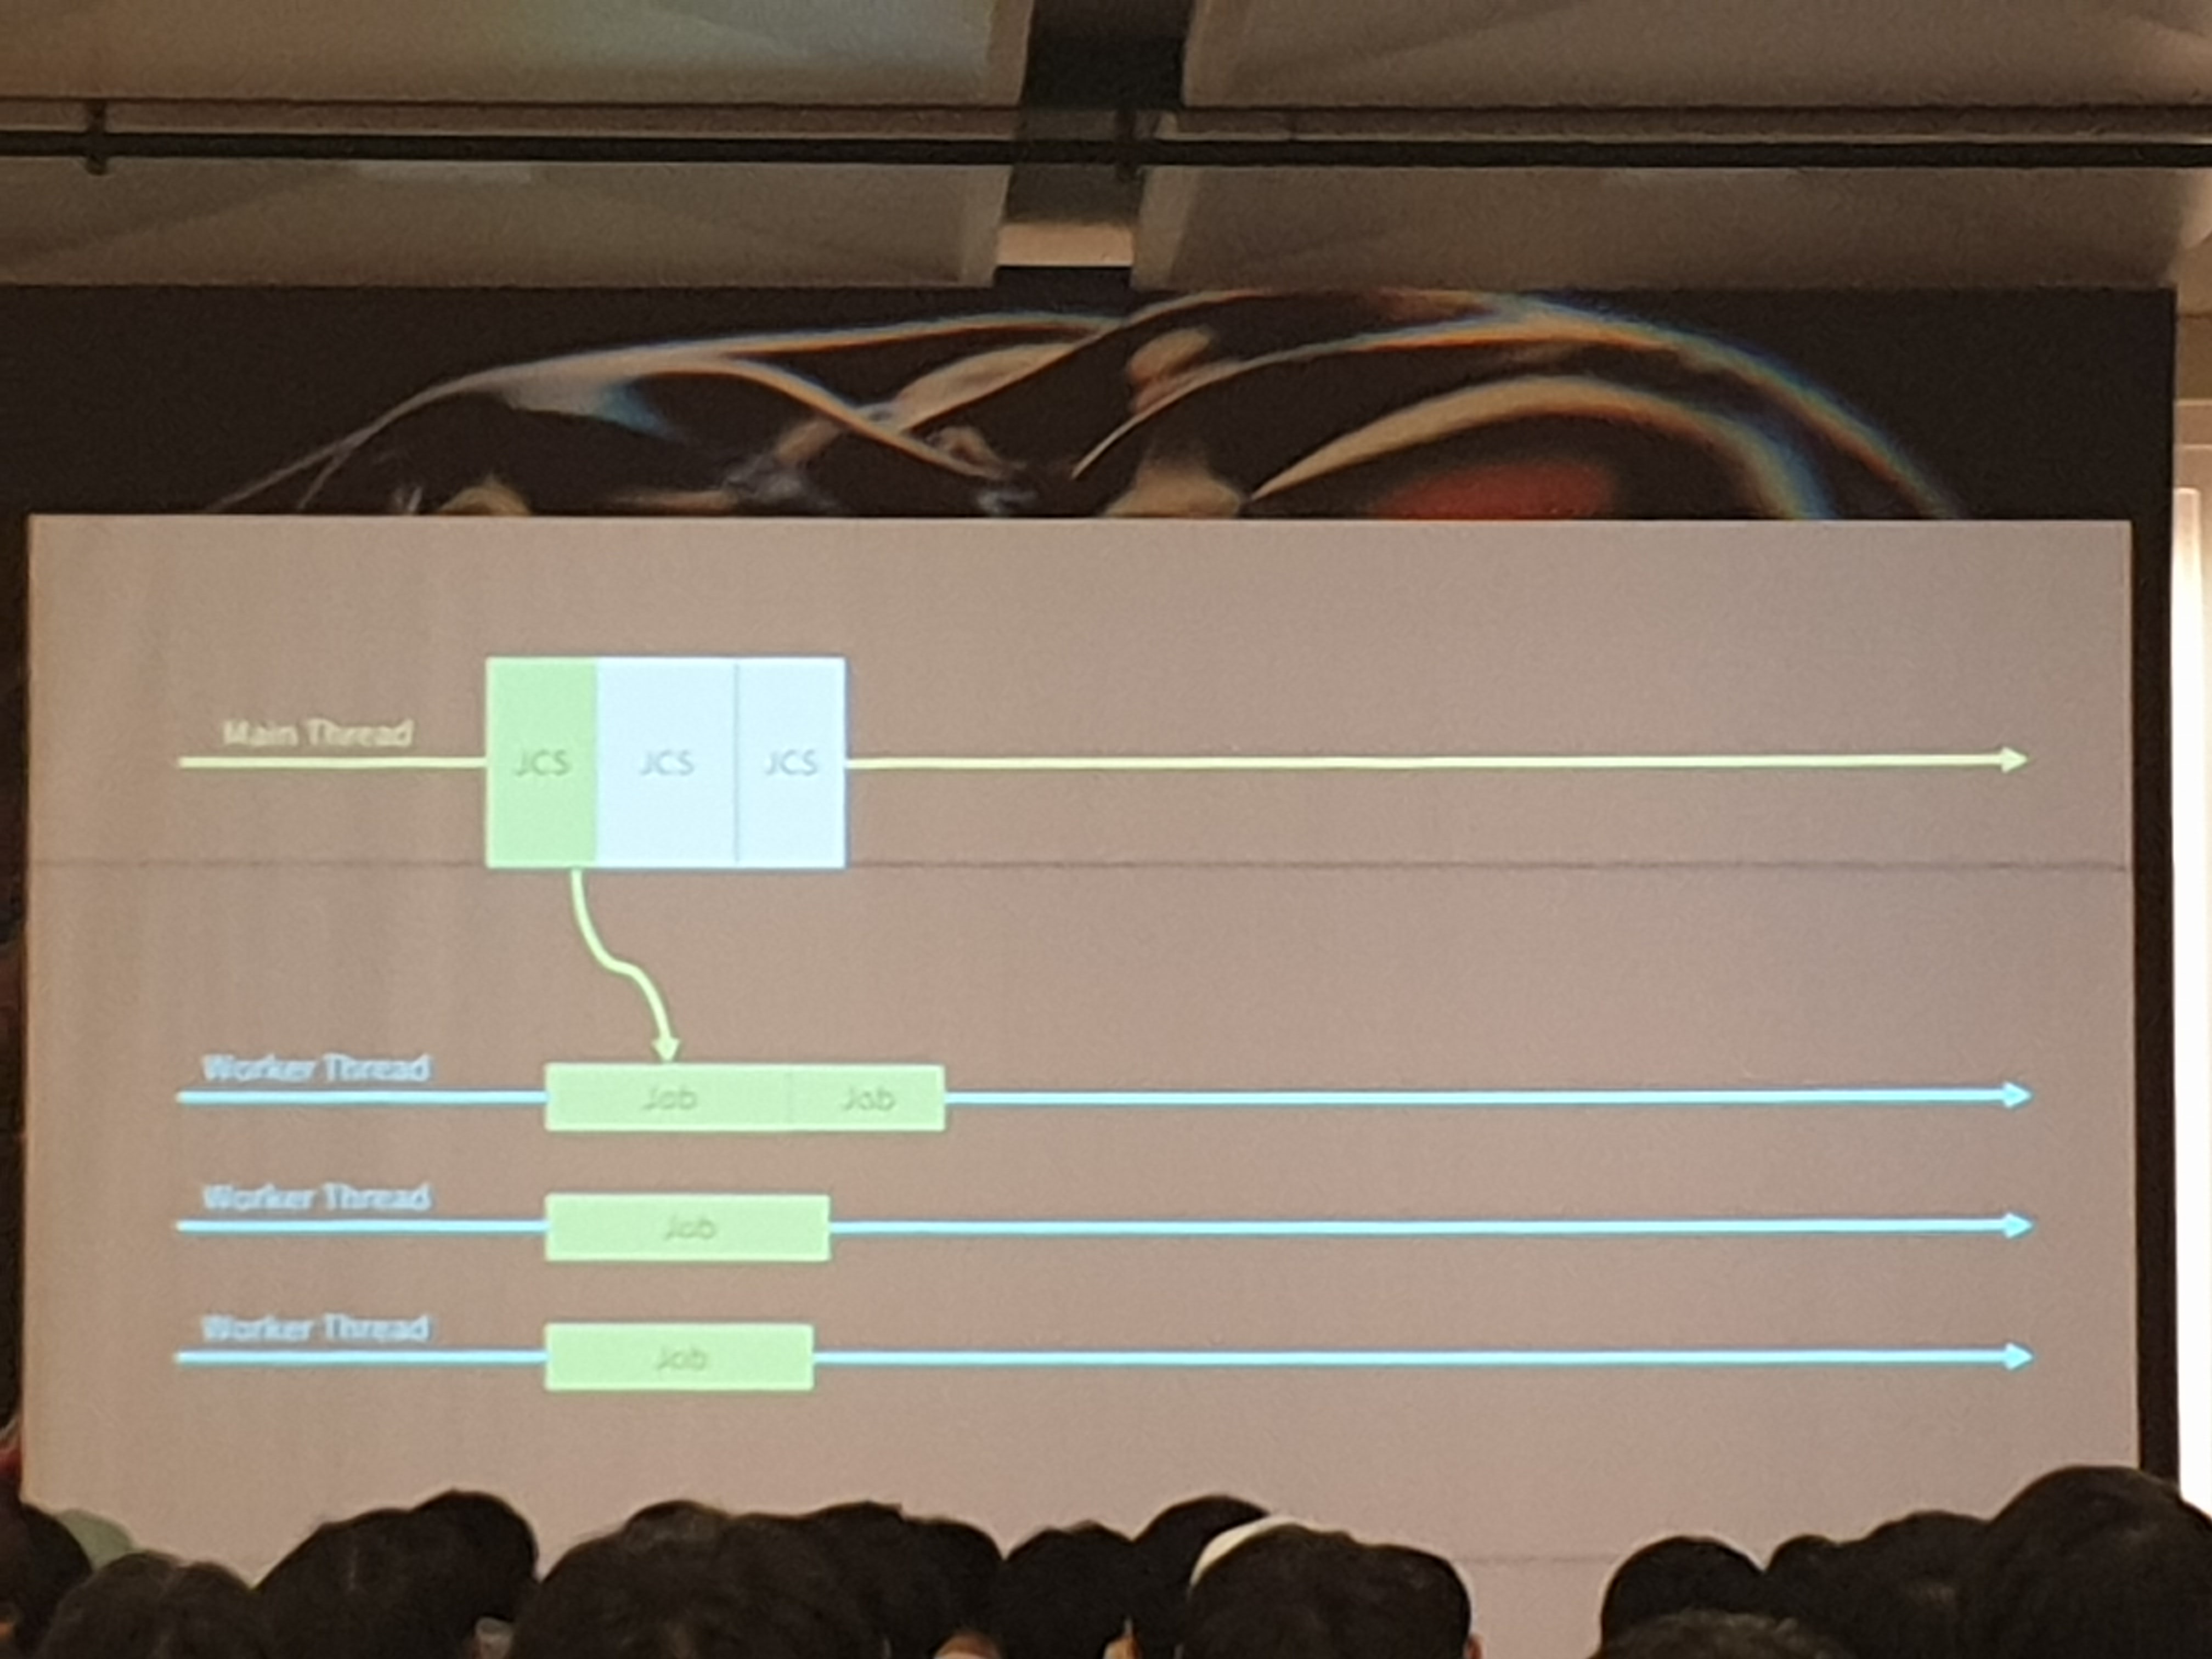 Main Thread
JCS JCS JCS
Worker Thread
Job Job
Worker Thread
Job
Worker Thread
Job